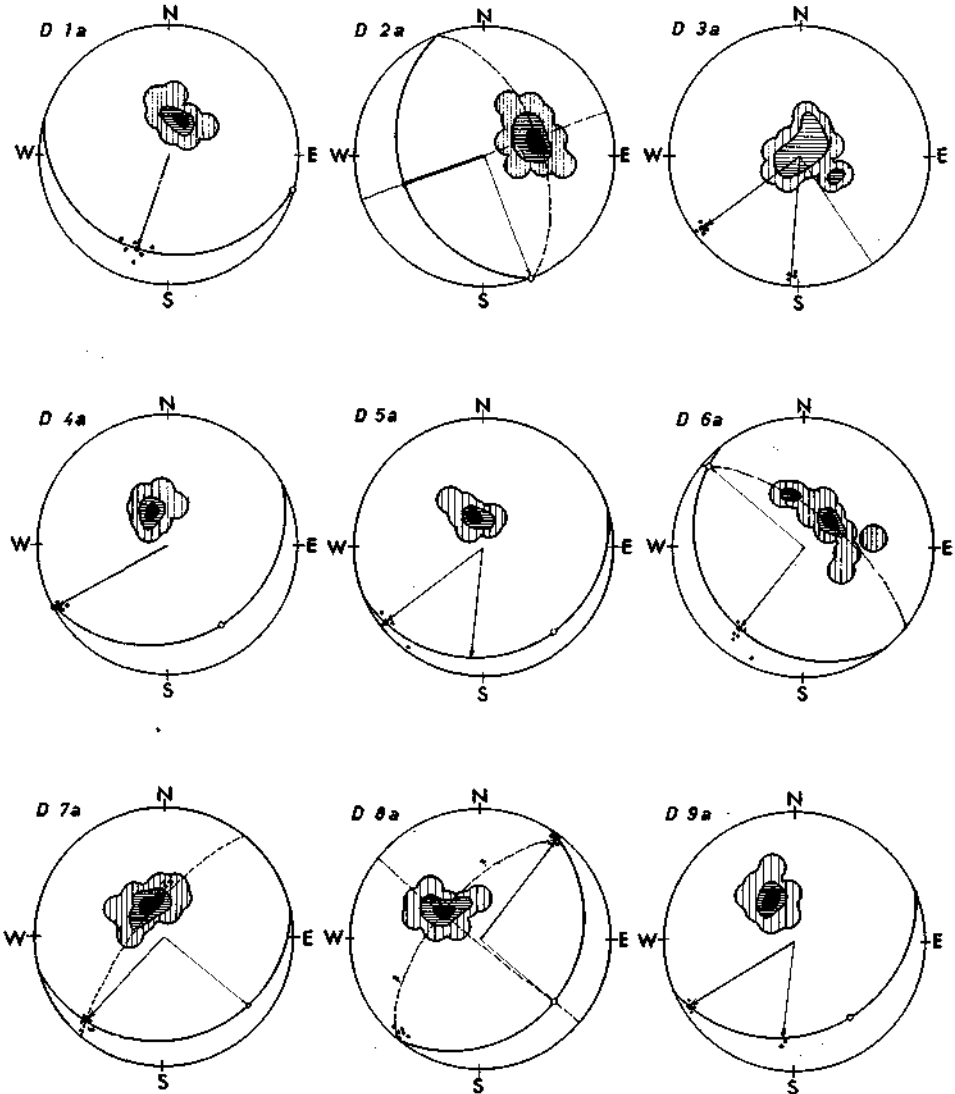 D 1a N W E S
D 2a N W E S
D 3a N W E S
D 4a N W E S
D 5a N W E S
D 6a N W E S
D 7a N W E S
D 8a N W E S
D 9a N W E S